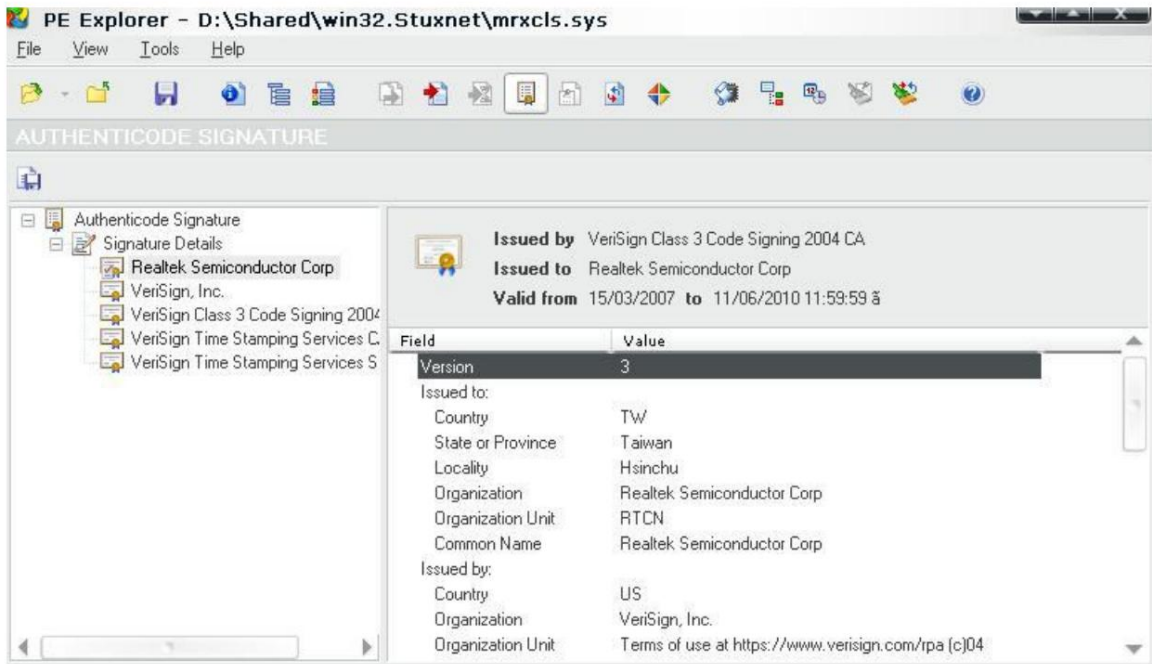 PE Explorer - D:\Shared\win32.Stuxnet\mrxcls.sys
File View Tools Help
AUTHENTICODE SIGNATURE
Authenticode Signature
Signature Details
Realtek Semiconductor Corp
VeriSign, Inc.
VeriSign Class 3 Code Signing 2004
VeriSign Time Stamping Services C
VeriSign Time Stamping Services S
Issued by VeriSign Class 3 Code Signing 2004 CA
Issued to Realtek Semiconductor Corp
Valid from 15/03/2007 to 11/06/2010 11:59:59 ã
Field Value
Version 3
Issued to:
Country TW
State or Province Taiwan
Locality Hsinchu
Organization Realtek Semiconductor Corp
Organization Unit RTCN
Common Name Realtek Semiconductor Corp
Issued by:
Country US
Organization VeriSign, Inc.
Organization Unit Terms of use at https://www.verisign.com/rpa (c)04